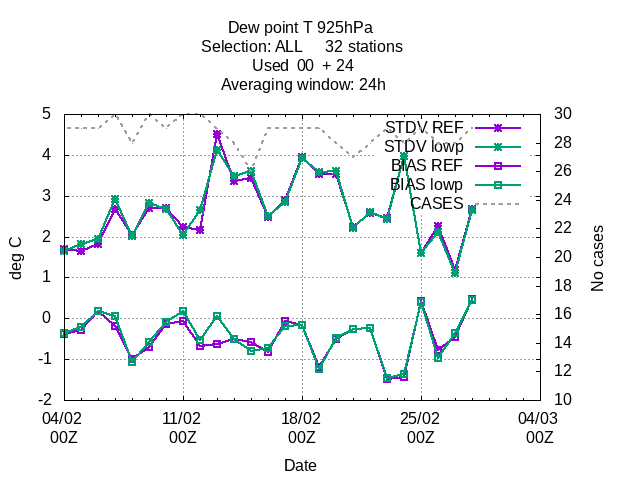 Dew point T 925hPa
Selection: ALL     32 stations
Used  00  + 24
Averaging window: 24h
5
4
3
2
1
0
-1
-2
deg C
30
28
26
24
22
20
18
16
14
12
10
No cases
STDV REF
STDV lowp
BIAS REF
BIAS lowp
CASES
04/02 11/02 18/02 25/02 04/03
00Z 00Z 00Z 00Z 00Z
Date